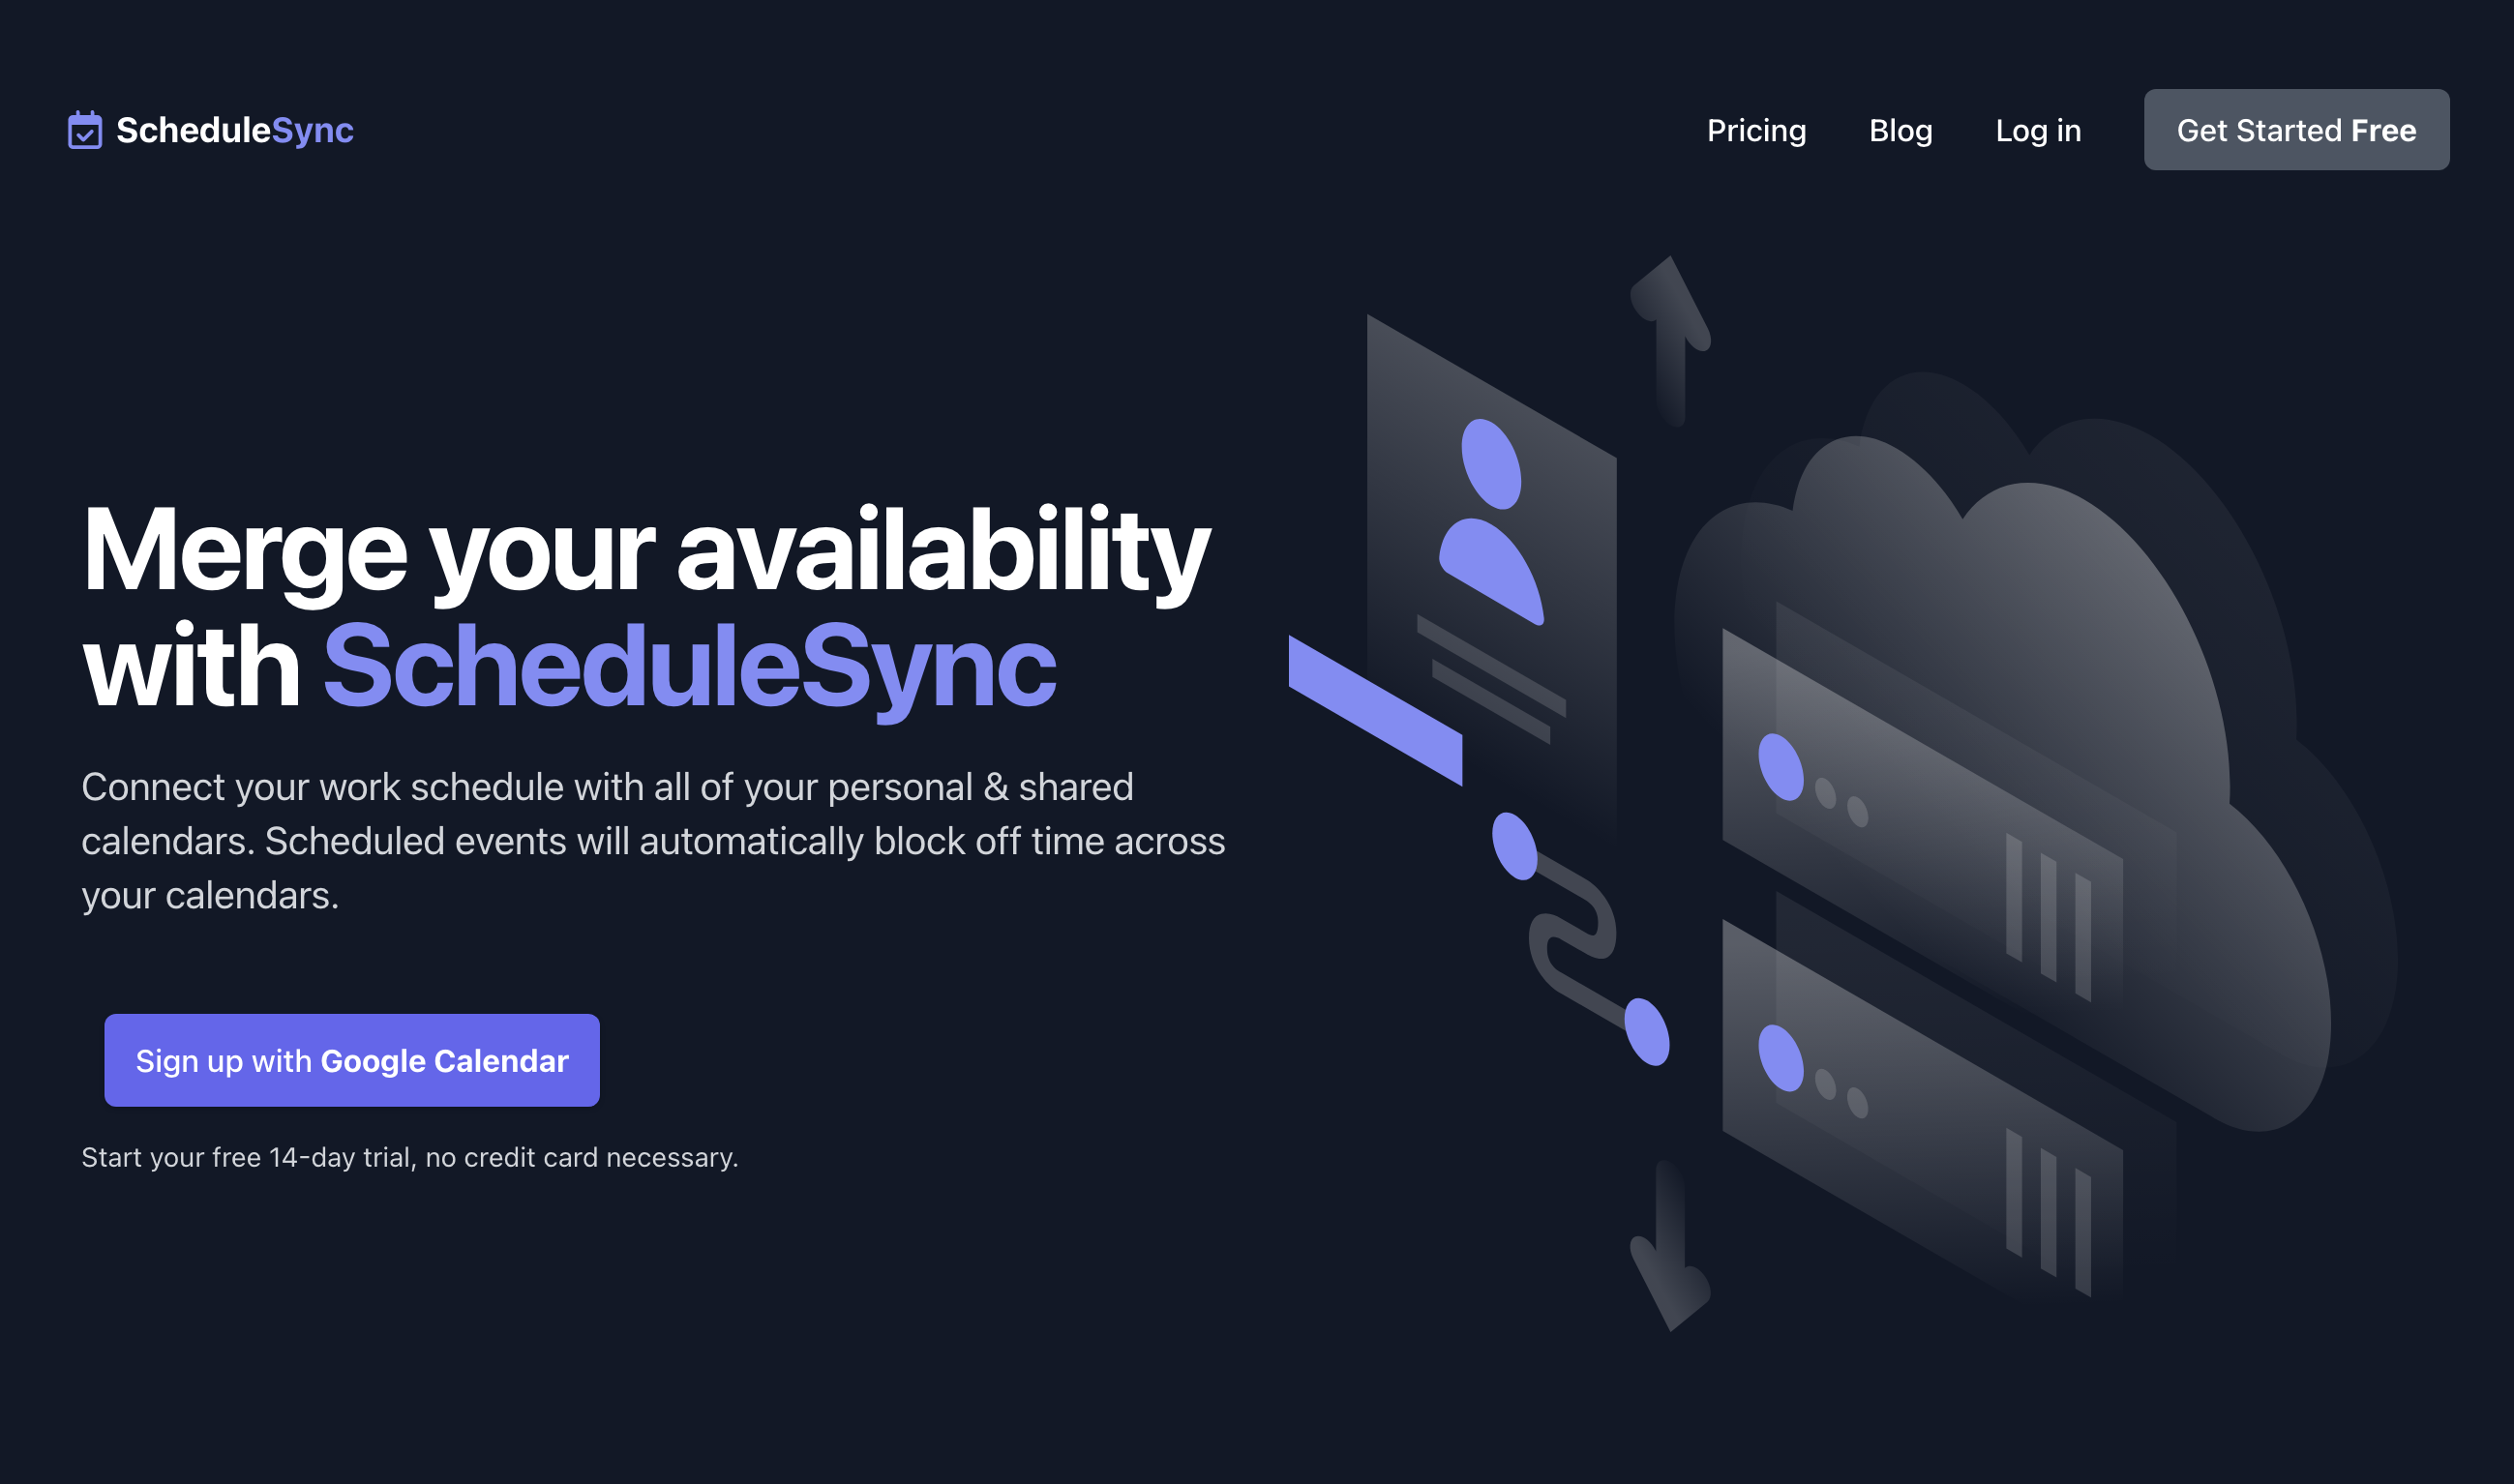 ScheduleSync
Pricing
Blog
Log in
Get Started Free
Merge your availability
with ScheduleSync
Connect your work schedule with all of your personal & shared
calendars. Scheduled events will automatically block off time across
your calendars.
Sign up with Google Calendar
Start your free 14-day trial, no credit card necessary.